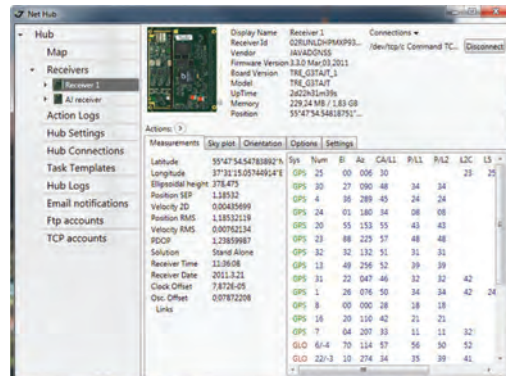 Net Hub
Hub
Map
Receivers
Receiver 1
AJ receiver
Action Logs
Hub Settings
Hub Connections
Task Templates
Hub Logs
Email notifications
Ftp accounts
TCP accounts
Display Name Receiver 1
Receiver Id 02RUNLDHPMXP93...
Vendor JAVADGNSS
Firmware Version 3.3.0 Mar,03,2011
Board Version TRE_G3TAJT_1
Model TRE_G3TAJT
UpTime 2d22h31m39s
Memory 229,24 MB / 1,83 GB
Position 55°47'54.54818751"...
Connections
/dev/tcp/c Command TC... Disconnect
Actions:
Measurements Sky plot Orientation Options Settings
Latitude 55°47'54.54783892"N
Longitude 37°31'15.05744914"E
Ellipsoidal height 378,475
Position SEP 1,18532
Velocity 2D 0,00435699
Position RMS 1,18532119
Velocity RMS 0,00762134
PDOP 1,23859987
Solution Stand Alone
Receiver Time 11:36:08
Receiver Date 2011.3.21
Clock Offset 7,872E-05
Osc. Offset 0,07872206
Links
Sys Num El Az CA/L1 P/L1 P/L2 L2C L5
GPS 25 00 006 30 23 25
GPS 30 27 090 48 34 34
GPS 4 36 289 45 24 24
GPS 24 01 180 34 08 08
GPS 20 55 153 55 43 43
GPS 23 88 225 57 48 48
GPS 32 32 132 51 31 31
GPS 13 49 256 52 39 39
GPS 31 22 047 46 32 32 42
GPS 1 26 076 50 34 34 42 24
GPS 8 00 000 28 18 18
GPS 16 20 110 42 21 21
GPS 7 04 207 33 11 11 32
GLO 6/-4 70 114 57 56 50 52
GLO 22/-3 10 274 34 35 39 41